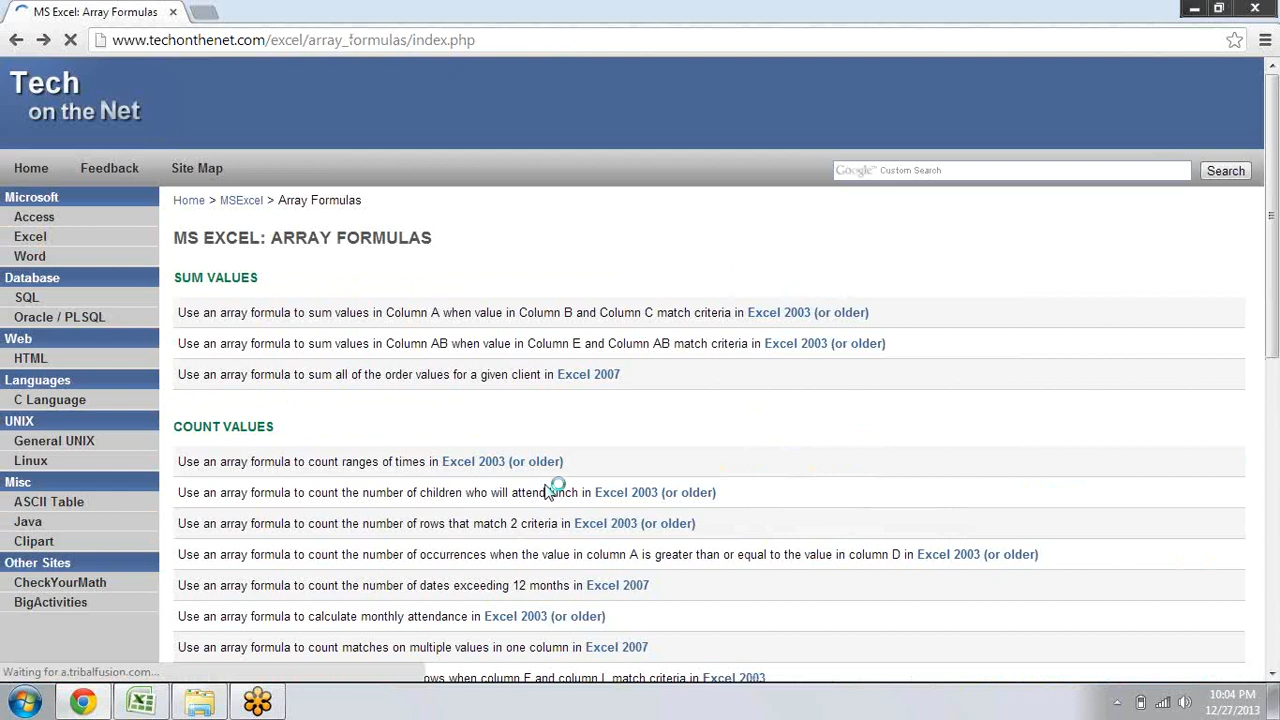 MS Excel: Array Formulas
www.techonthenet.com/excel/array_formulas/index.php
Tech
on the Net
Home Feedback Site Map
Google™ Custom Search
Search
Microsoft
Access
Excel
Word
Database
SQL
Oracle / PLSQL
Web
HTML
Languages
C Language
UNIX
General UNIX
Linux
Misc
ASCII Table
Java
Clipart
Other Sites
CheckYourMath
BigActivities
Home > MSExcel > Array Formulas
MS EXCEL: ARRAY FORMULAS
SUM VALUES
Use an array formula to sum values in Column A when value in Column B and Column C match criteria in Excel 2003 (or older)
Use an array formula to sum values in Column AB when value in Column E and Column AB match criteria in Excel 2003 (or older)
Use an array formula to sum all of the order values for a given client in Excel 2007
COUNT VALUES
Use an array formula to count ranges of times in Excel 2003 (or older)
Use an array formula to count the number of children who will attend in Excel 2003 (or older)
Use an array formula to count the number of rows that match 2 criteria in Excel 2003 (or older)
Use an array formula to count the number of occurrences when the value in column A is greater than or equal to the value in column D in Excel 2003 (or older)
Use an array formula to count the number of dates exceeding 12 months in Excel 2007
Use an array formula to calculate monthly attendance in Excel 2003 (or older)
Use an array formula to count matches on multiple values in one column in Excel 2007
rows when column F and column L match criteria in Excel 2003
Waiting for a.tribalfusion.com...
10:04 PM
12/27/2013